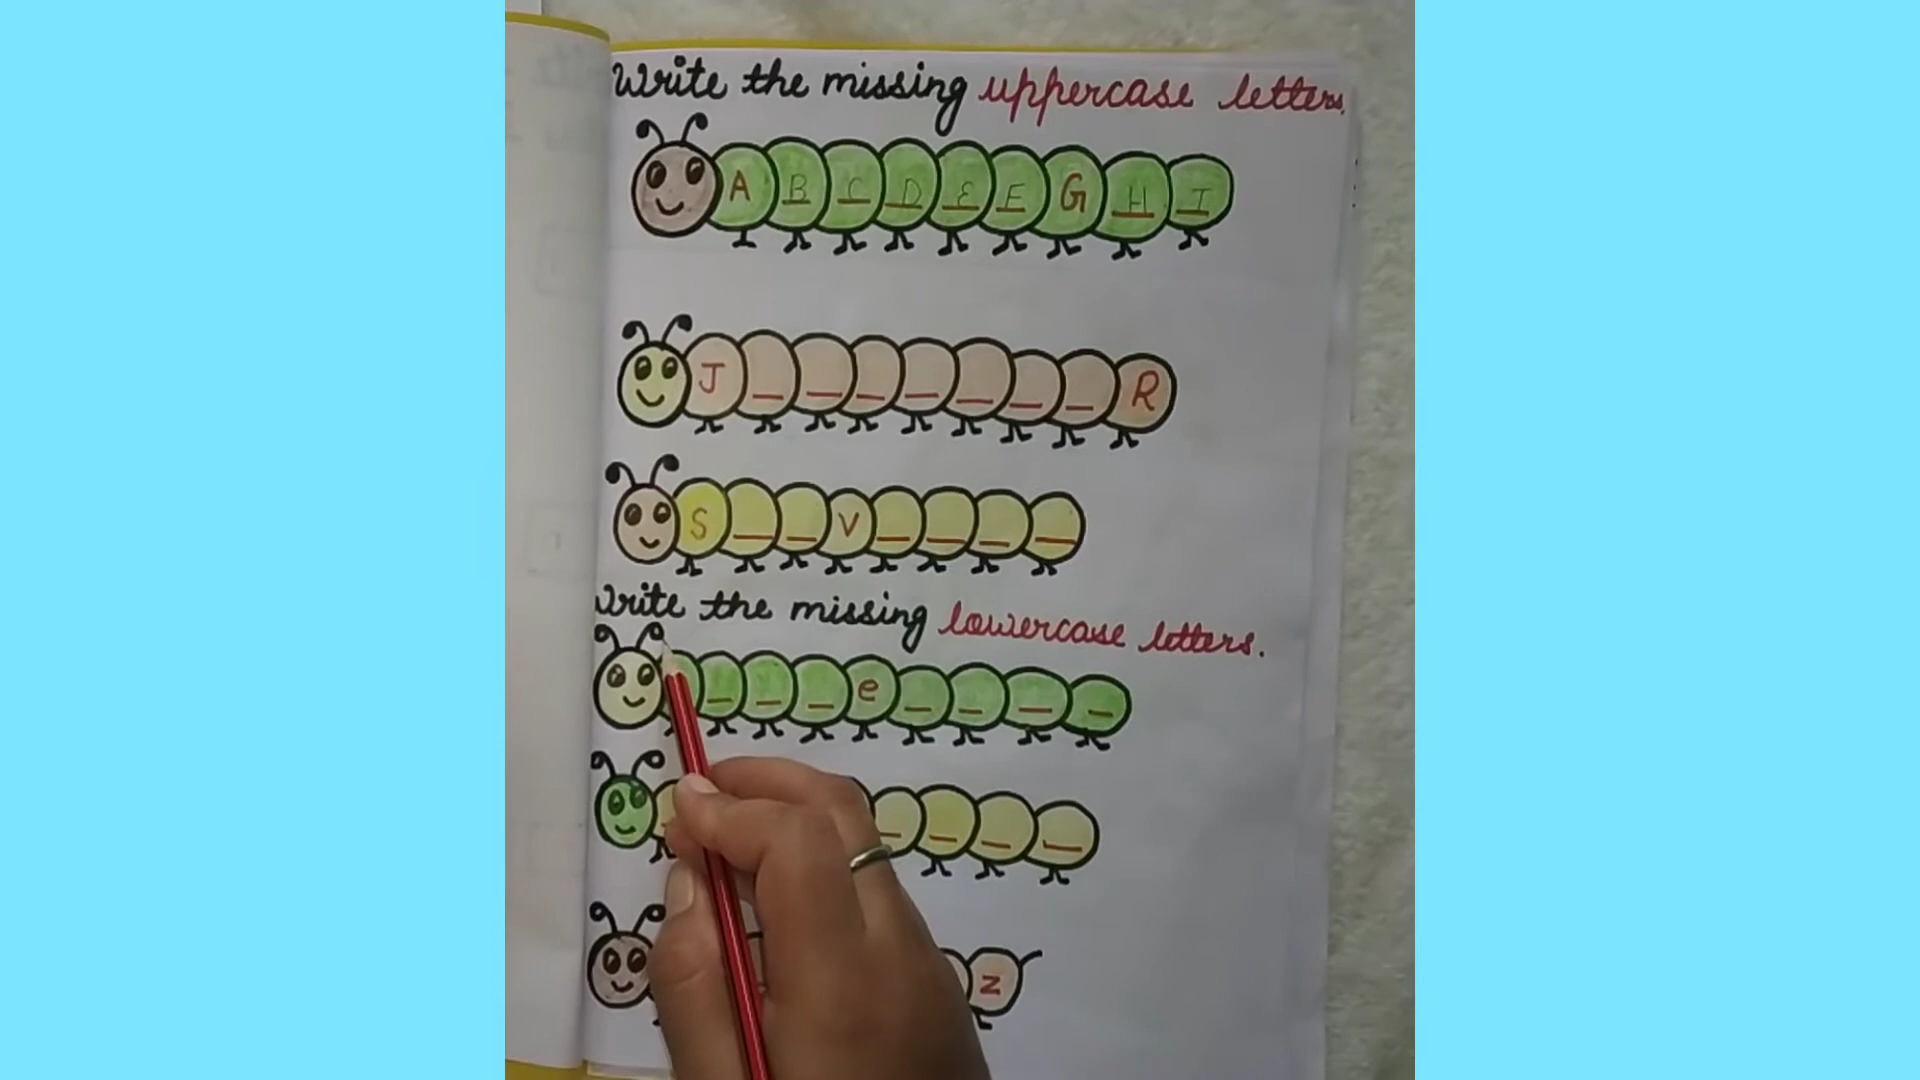 Write the missing uppercase letters.
A B C D E F G H I
J _ _ _ _ _ _ _ R
S _ _ V _ _ _ _
Write the missing lowercase letters.
_ _ _ e _ _ _ _
_ _ _ _
z